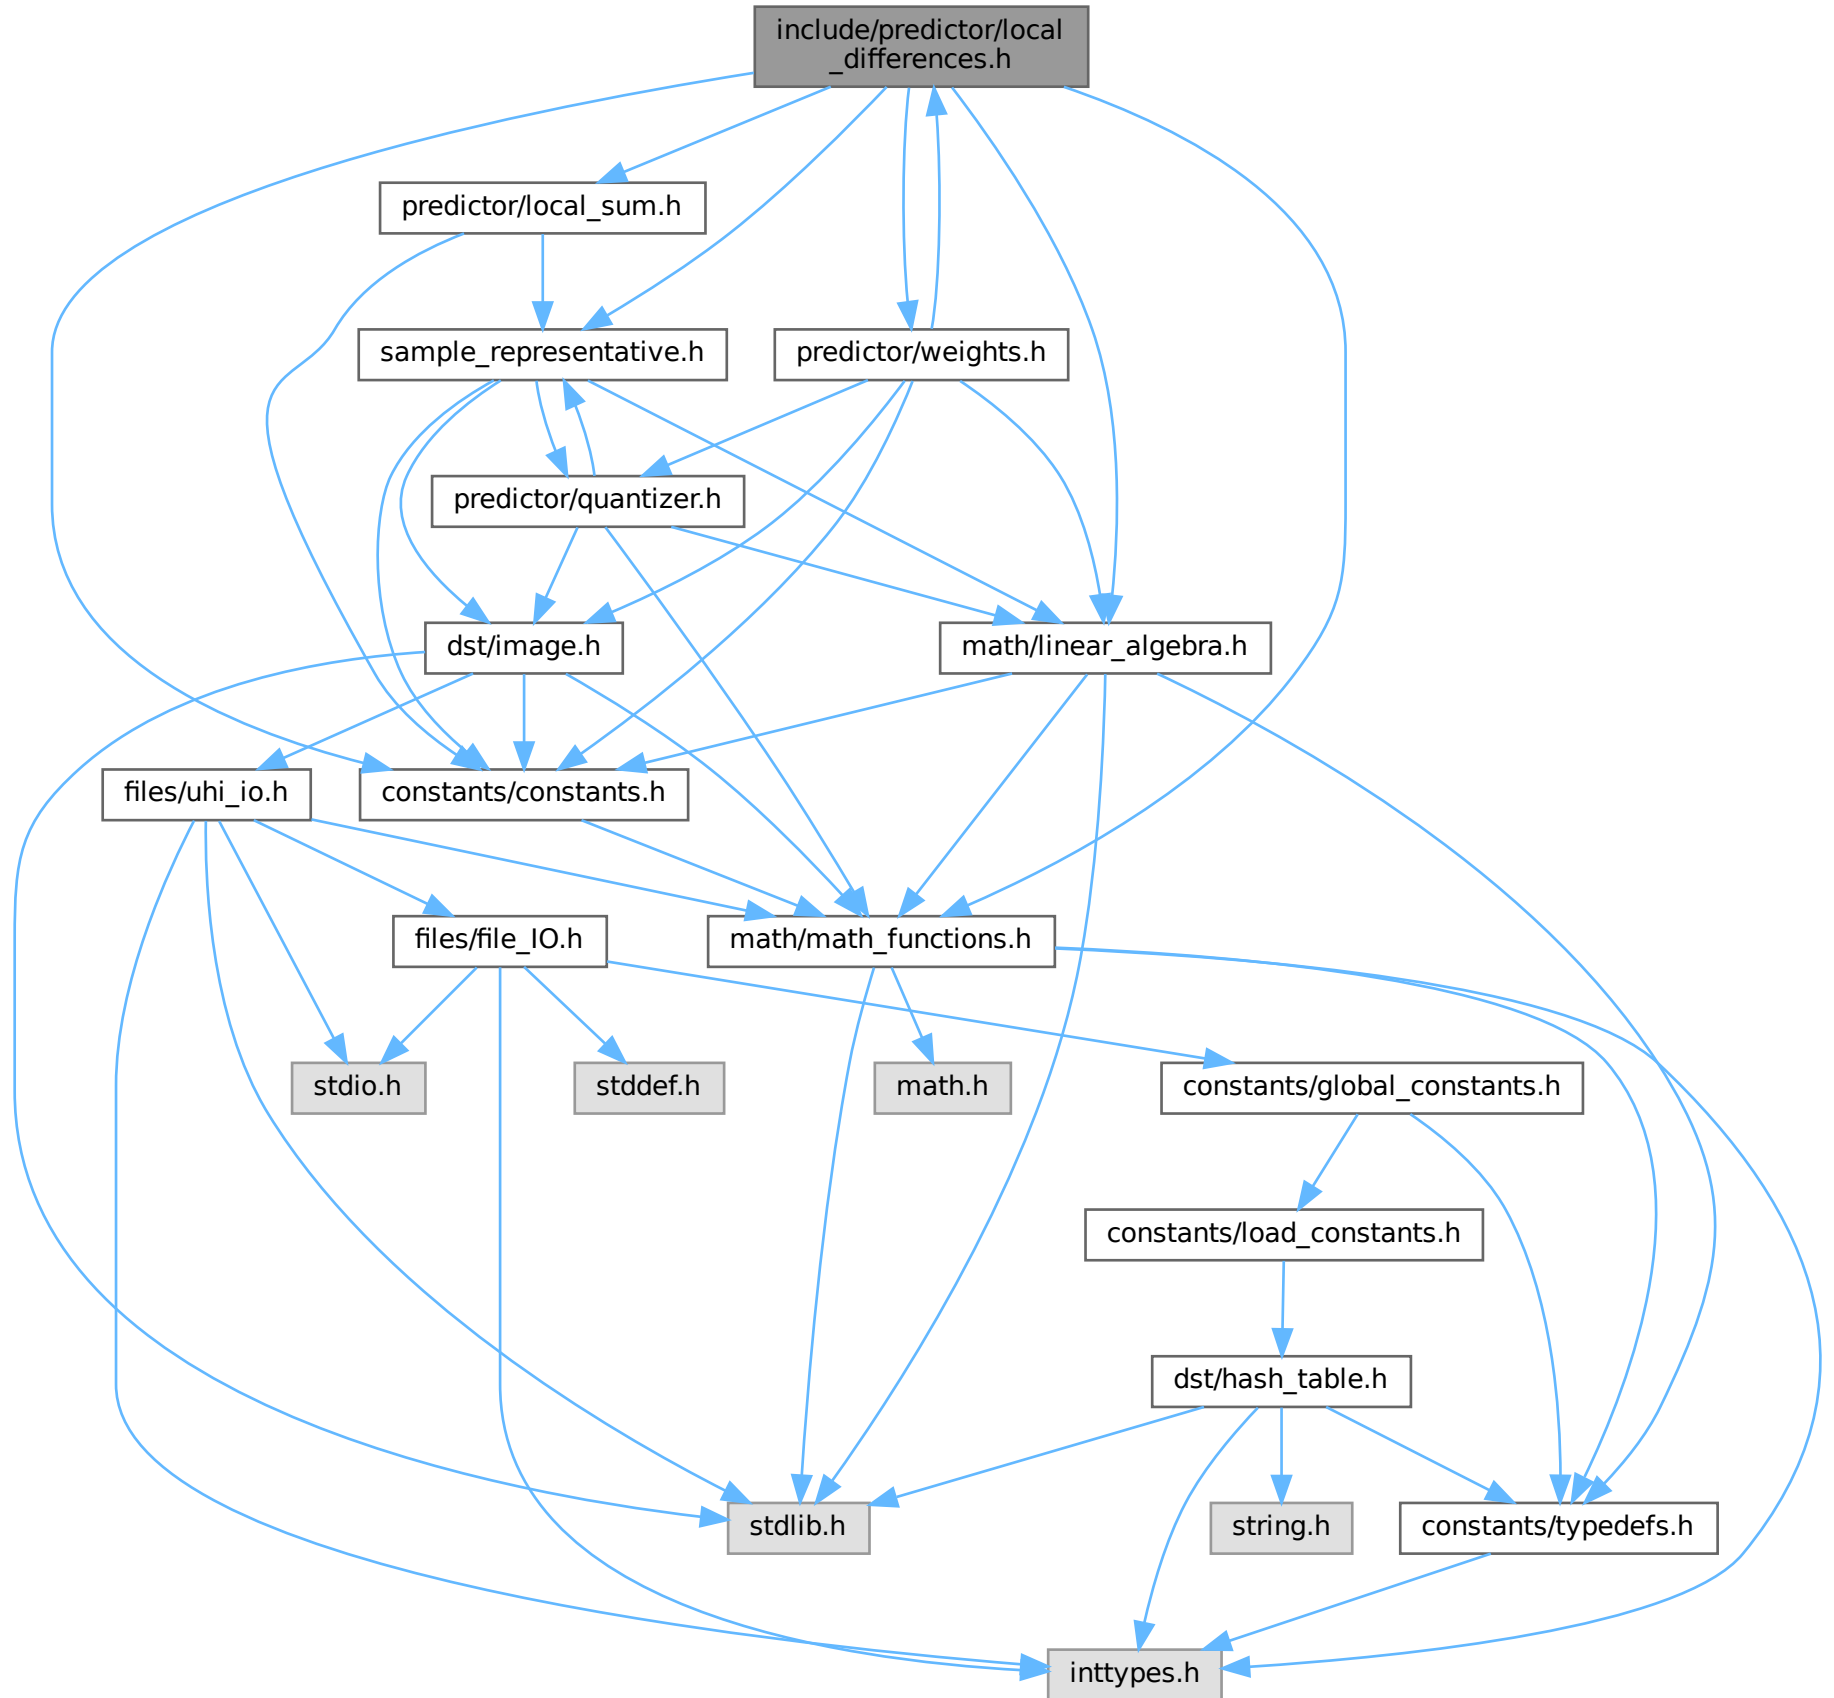 include/predictor/local
_differences.h
predictor/local_sum.h
sample_representative.h
predictor/weights.h
predictor/quantizer.h
dst/image.h
math/linear_algebra.h
files/uhi_io.h
constants/constants.h
files/file_IO.h
math/math_functions.h
stdio.h
stddef.h
math.h
constants/global_constants.h
constants/load_constants.h
dst/hash_table.h
stdlib.h
string.h
constants/typedefs.h
inttypes.h